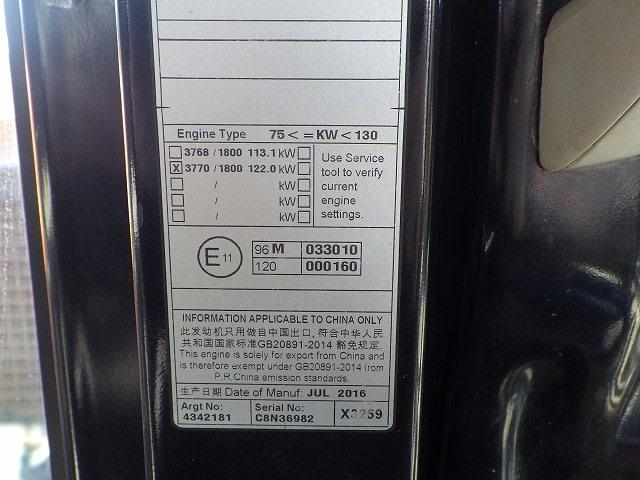 Engine Type 75< = KW < 130
3768 / 1800 113.1 kW
X 3770 / 1800 122.0 kW
/ kW
/ kW
/ kW
Use Service
tool to verify
current
engine
settings.
E 11
96 M 033010
120 000160
INFORMATION APPLICABLE TO CHINA ONLY
此发动机只用做自中国出口, 符合中华人民
共和国国家标准GB20891-2014 豁免规定.
This engine is solely for export from China and
is therefore exempt under GB20891-2014 from
P.R.China emission standards.
生产日期 Date of Manuf: JUL 2016
Argt No: Serial No:
4342181 C8N36982 X3259